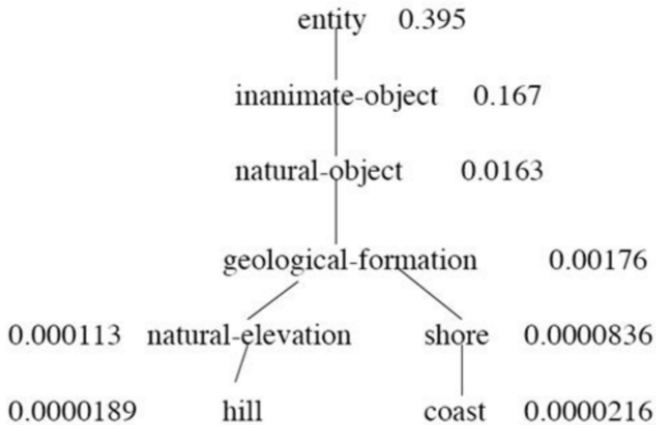 entity 0.395
inanimate-object 0.167
natural-object 0.0163
geological-formation 0.00176
0.000113 natural-elevation shore 0.0000836
0.0000189 hill coast 0.0000216